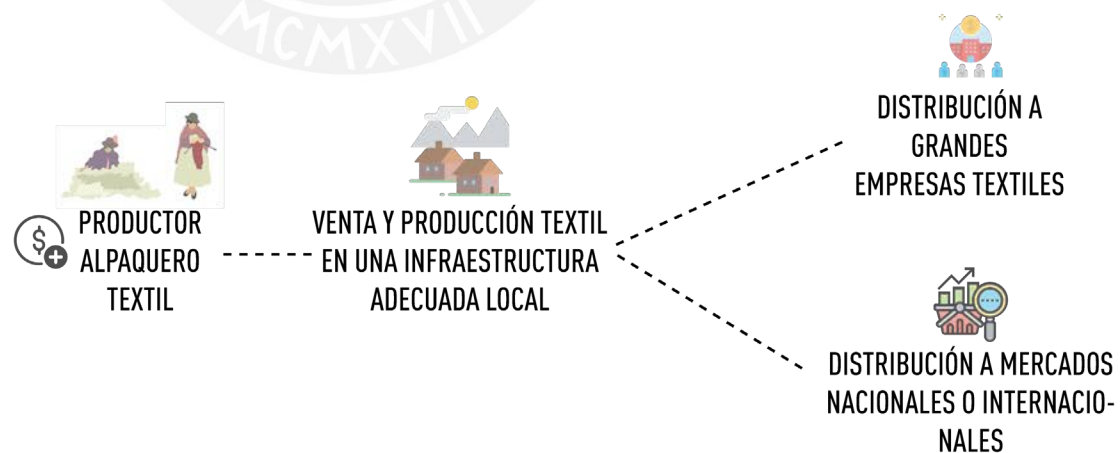 MCMXVII
PRODUCTOR
ALPAQUERO
TEXTIL
VENTA Y PRODUCCIÓN TEXTIL
EN UNA INFRAESTRUCTURA
ADECUADA LOCAL
DISTRIBUCIÓN A
GRANDES
EMPRESAS TEXTILES
DISTRIBUCIÓN A MERCADOS
NACIONALES O INTERNACIO-
NALES